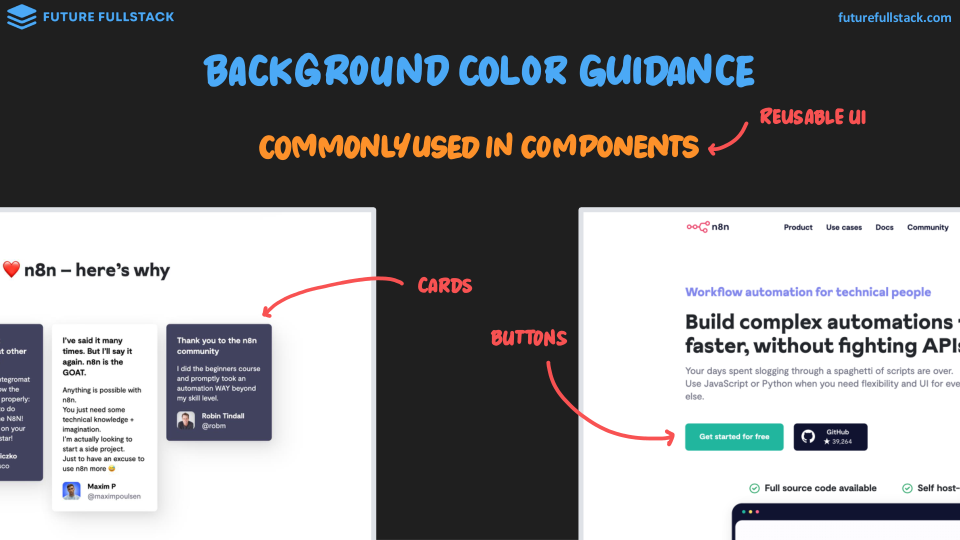 FUTURE FULLSTACK
futurefullstack.com
BACKGROUND COLOR GUIDANCE
REUSABLE UI
COMMONLY USED IN COMPONENTS
❤️ n8n – here's why
CARDS
at other
ntegromat
ow the
properly:
to do
e N8N!
on your
star!
liczko
sco
I've said it many
times. But I'll say it
again. n8n is the
GOAT.
Anything is possible with
n8n.
You just need some
technical knowledge +
imagination.
I'm actually looking to
start a side project.
Just to have an excuse to
use n8n more 😅
Maxim P
@maximpoulsen
Thank you to the n8n
community
I did the beginners course
and promptly took an
automation WAY beyond
my skill level.
Robin Tindall
@robm
BUTTONS
n8n
Product Use cases Docs Community
Workflow automation for technical people
Build complex automations
faster, without fighting APIs
Your days spent slogging through a spaghetti of scripts are over.
Use JavaScript or Python when you need flexibility and UI for eve
else.
Get started for free
GitHub
★ 39,264
Full source code available
Self host-